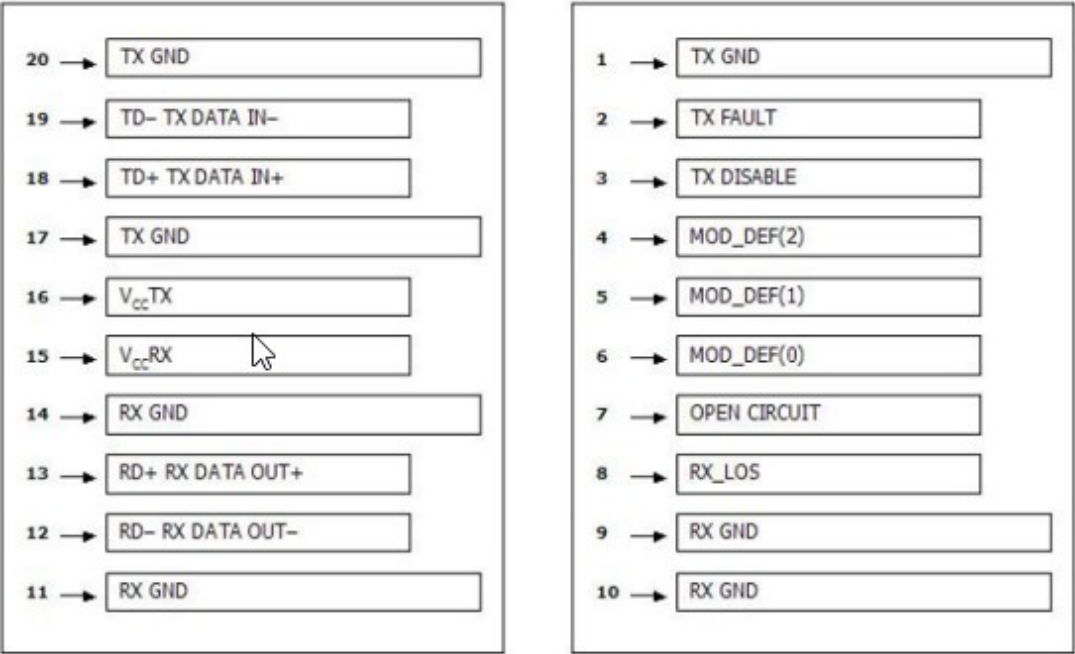 20 TX GND
19 TD– TX DATA IN–
18 TD+ TX DATA IN+
17 TX GND
16 VCCTX
15 VCCRX
14 RX GND
13 RD+ RX DATA OUT+
12 RD– RX DATA OUT–
11 RX GND
1 TX GND
2 TX FAULT
3 TX DISABLE
4 MOD_DEF(2)
5 MOD_DEF(1)
6 MOD_DEF(0)
7 OPEN CIRCUIT
8 RX_LOS
9 RX GND
10 RX GND